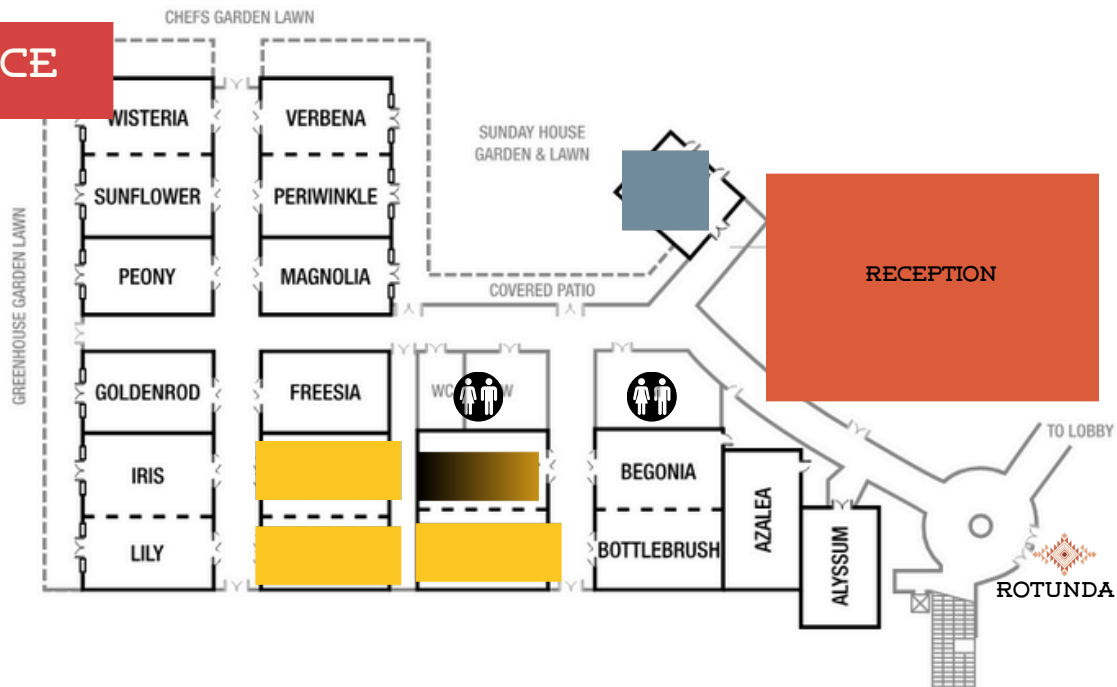 CHEFS GARDEN LAWN
CE
WISTERIA
VERBENA
SUNDAY HOUSE
GARDEN & LAWN
SUNFLOWER
PERIWINKLE
PEONY
MAGNOLIA
RECEPTION
COVERED PATIO
GREENHOUSE GARDEN LAWN
GOLDENROD
FREESIA
WC
W
TO LOBBY
IRIS
BEGONIA
AZALEA
LILY
BOTTLEBRUSH
ALYSSUM
ROTUNDA